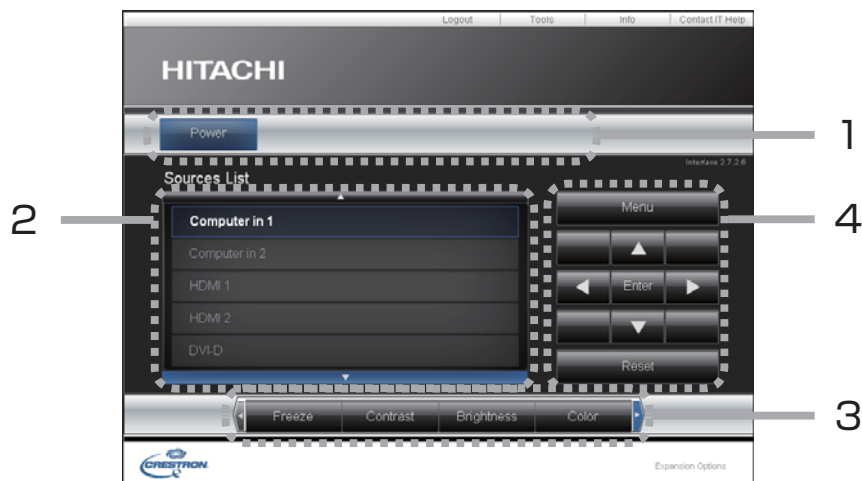 Logout Tools Info Contact IT Help
HITACHI
Power
1
Interface 2.7.2.6
Sources List
2
Computer in 1
Computer in 2
HDMI 1
HDMI 2
DVI-D
Menu
Enter
Reset
4
Freeze Contrast Brightness Color
3
CRESTRON
Expansion Options